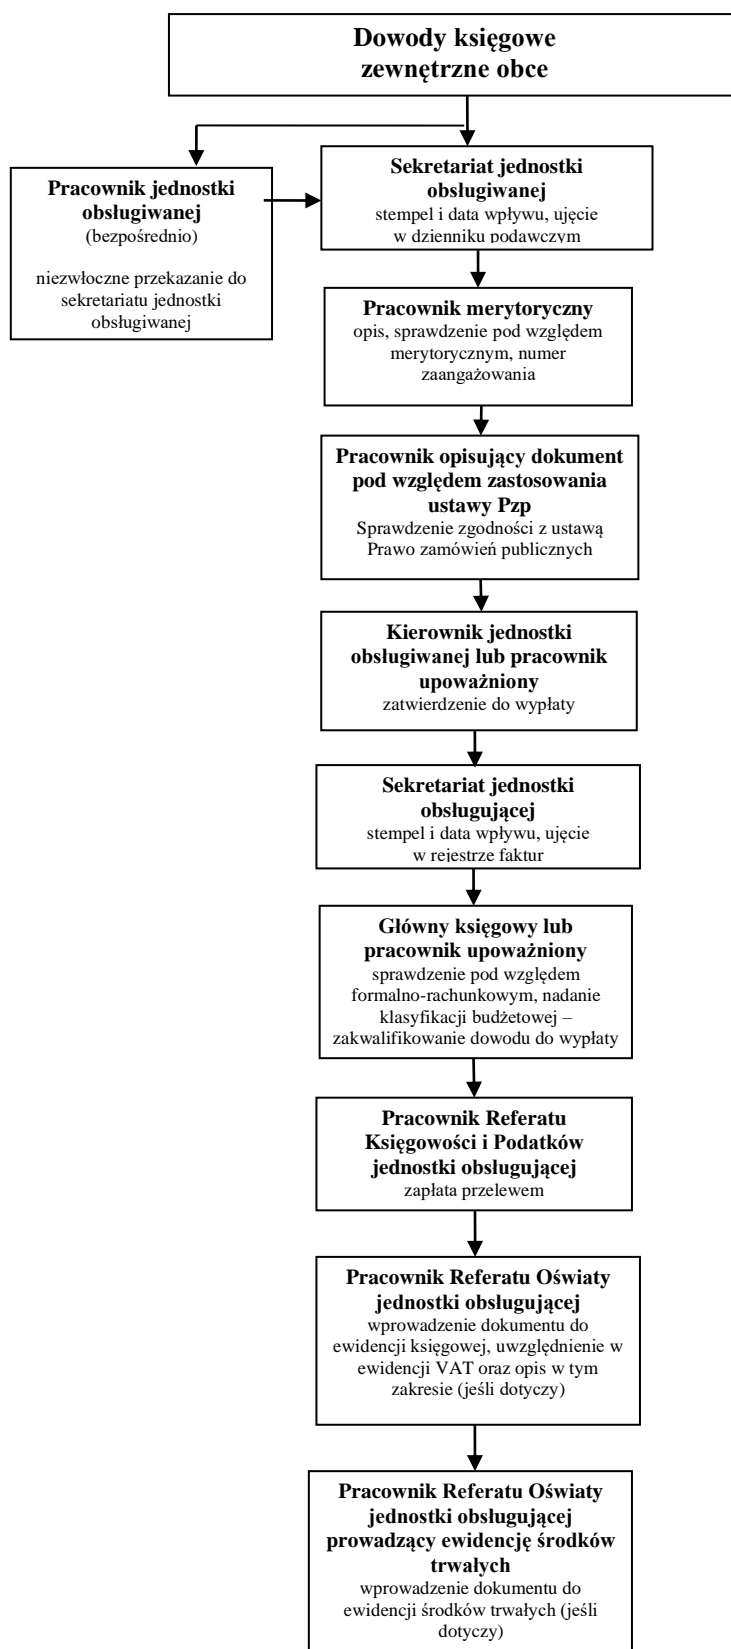 Dowody księgowe
zewnętrzne obce
Pracownik jednostki
obsługiwanej
(bezpośrednio)
niezwłoczne przekazanie do
sekretariatu jednostki
obsługiwanej
Sekretariat jednostki
obsługiwanej
stempel i data wpływu, ujęcie
w dzienniku podawczym
Pracownik merytoryczny
opis, sprawdzenie pod względem
merytorycznym, numer
zaangażowania
Pracownik opisujący dokument
pod względem zastosowania
ustawy Pzp
Sprawdzenie zgodności z ustawą
Prawo zamówień publicznych
Kierownik jednostki
obsługiwanej lub pracownik
upoważniony
zatwierdzenie do wypłaty
Sekretariat jednostki
obsługującej
stempel i data wpływu, ujęcie
w rejestrze faktur
Główny księgowy lub
pracownik upoważniony
sprawdzenie pod względem
formalno-rachunkowym, nadanie
klasyfikacji budżetowej –
zakwalifikowanie dowodu do wypłaty
Pracownik Referatu
Księgowości i Podatków
jednostki obsługującej
zapłata przelewem
Pracownik Referatu Oświaty
jednostki obsługującej
wprowadzenie dokumentu do
ewidencji księgowej, uwzględnienie w
ewidencji VAT oraz opis w tym
zakresie (jeśli dotyczy)
Pracownik Referatu Oświaty
jednostki obsługującej
prowadzący ewidencję środków
trwałych
wprowadzenie dokumentu do
ewidencji środków trwałych (jeśli
dotyczy)